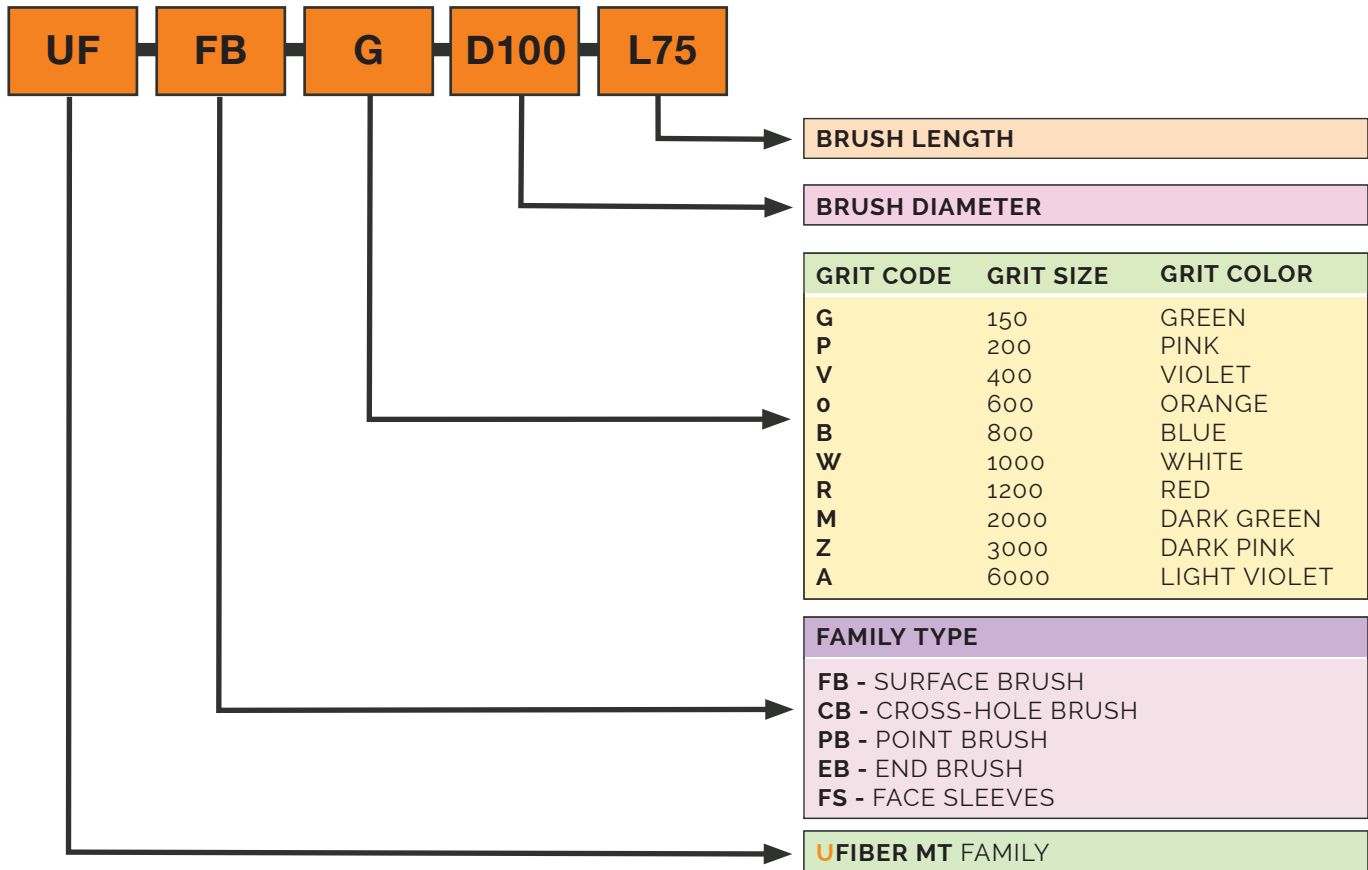 UF FB G D100 L75
BRUSH LENGTH
BRUSH DIAMETER
GRIT CODE GRIT SIZE GRIT COLOR
G 150 GREEN
P 200 PINK
V 400 VIOLET
0 600 ORANGE
B 800 BLUE
W 1000 WHITE
R 1200 RED
M 2000 DARK GREEN
Z 3000 DARK PINK
A 6000 LIGHT VIOLET
FAMILY TYPE
FB - SURFACE BRUSH
CB - CROSS-HOLE BRUSH
PB - POINT BRUSH
EB - END BRUSH
FS - FACE SLEEVES
UFIBER MT FAMILY